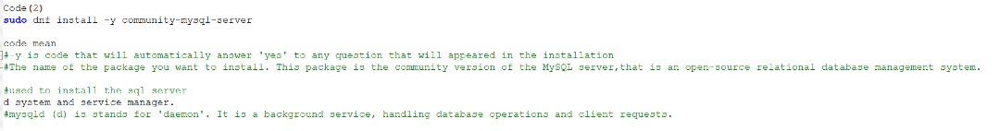 Code(2)
sudo dnf install -y community-mysql-server
code mean
#-y is code that will automatically answer 'yes' to any question that will appeared in the installation
#The name of the package you want to install. This package is the community version of the MySQL server,that is an open-source relational database management system.
#used to install the sql server
d system and service manager.
#mysqld (d) is stands for 'daemon'. It is a background service, handling database operations and client requests.